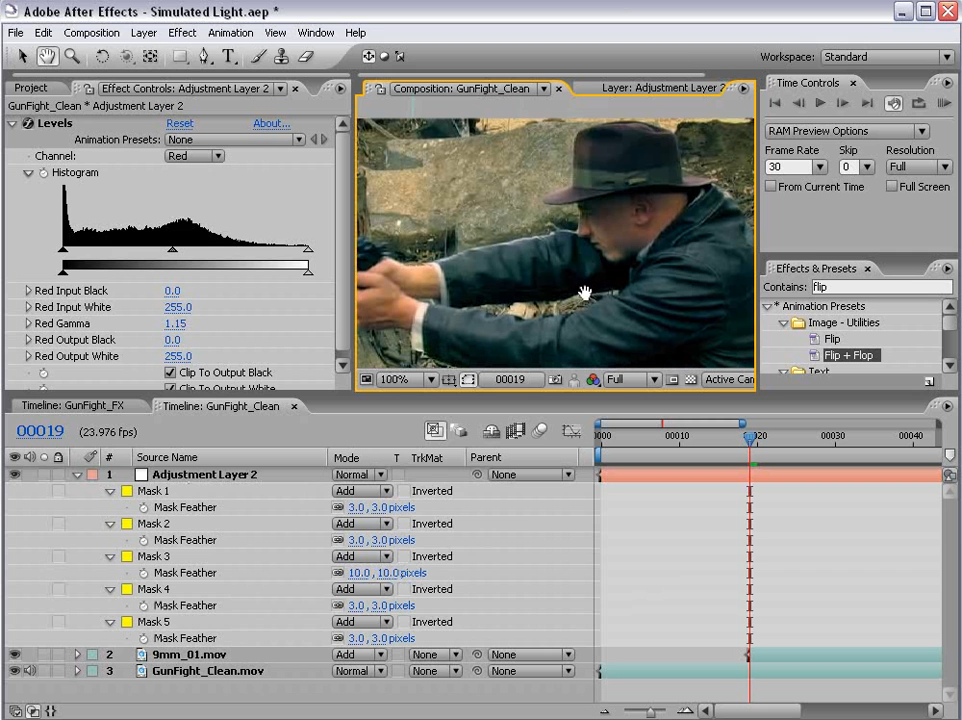 Adobe After Effects - Simulated Light.aep *
File Edit Composition Layer Effect Animation View Window Help
Workspace: Standard
Project Effect Controls: Adjustment Layer 2
GunFight_Clean * Adjustment Layer 2
Levels Reset About...
Animation Presets: None
Channel: Red
Histogram
Red Input Black 0.0
Red Input White 255.0
Red Gamma 1.15
Red Output Black 0.0
Red Output White 255.0
Clip To Output Black
Clip To Output White
Composition: GunFight_Clean Layer: Adjustment Layer 2
100% 00019 Full Active Cam
Time Controls
RAM Preview Options
Frame Rate Skip Resolution
30 0 Full
From Current Time Full Screen
Effects & Presets
Contains: flip
* Animation Presets
Image - Utilities
Flip
Flip + Flop
Text
Timeline: GunFight_FX Timeline: GunFight_Clean
00019 (23.976 fps)
0000 00010 00020 00030 00040
# Source Name Mode T TrkMat Parent
1 Adjustment Layer 2 Normal None
Mask 1 Add Inverted
Mask Feather 3.0, 3.0 pixels
Mask 2 Add Inverted
Mask Feather 3.0, 3.0 pixels
Mask 3 Add Inverted
Mask Feather 10.0, 10.0 pixels
Mask 4 Add Inverted
Mask Feather 3.0, 3.0 pixels
Mask 5 Add Inverted
Mask Feather 3.0, 3.0 pixels
2 9mm_01.mov Add None None
3 GunFight_Clean.mov Normal None None